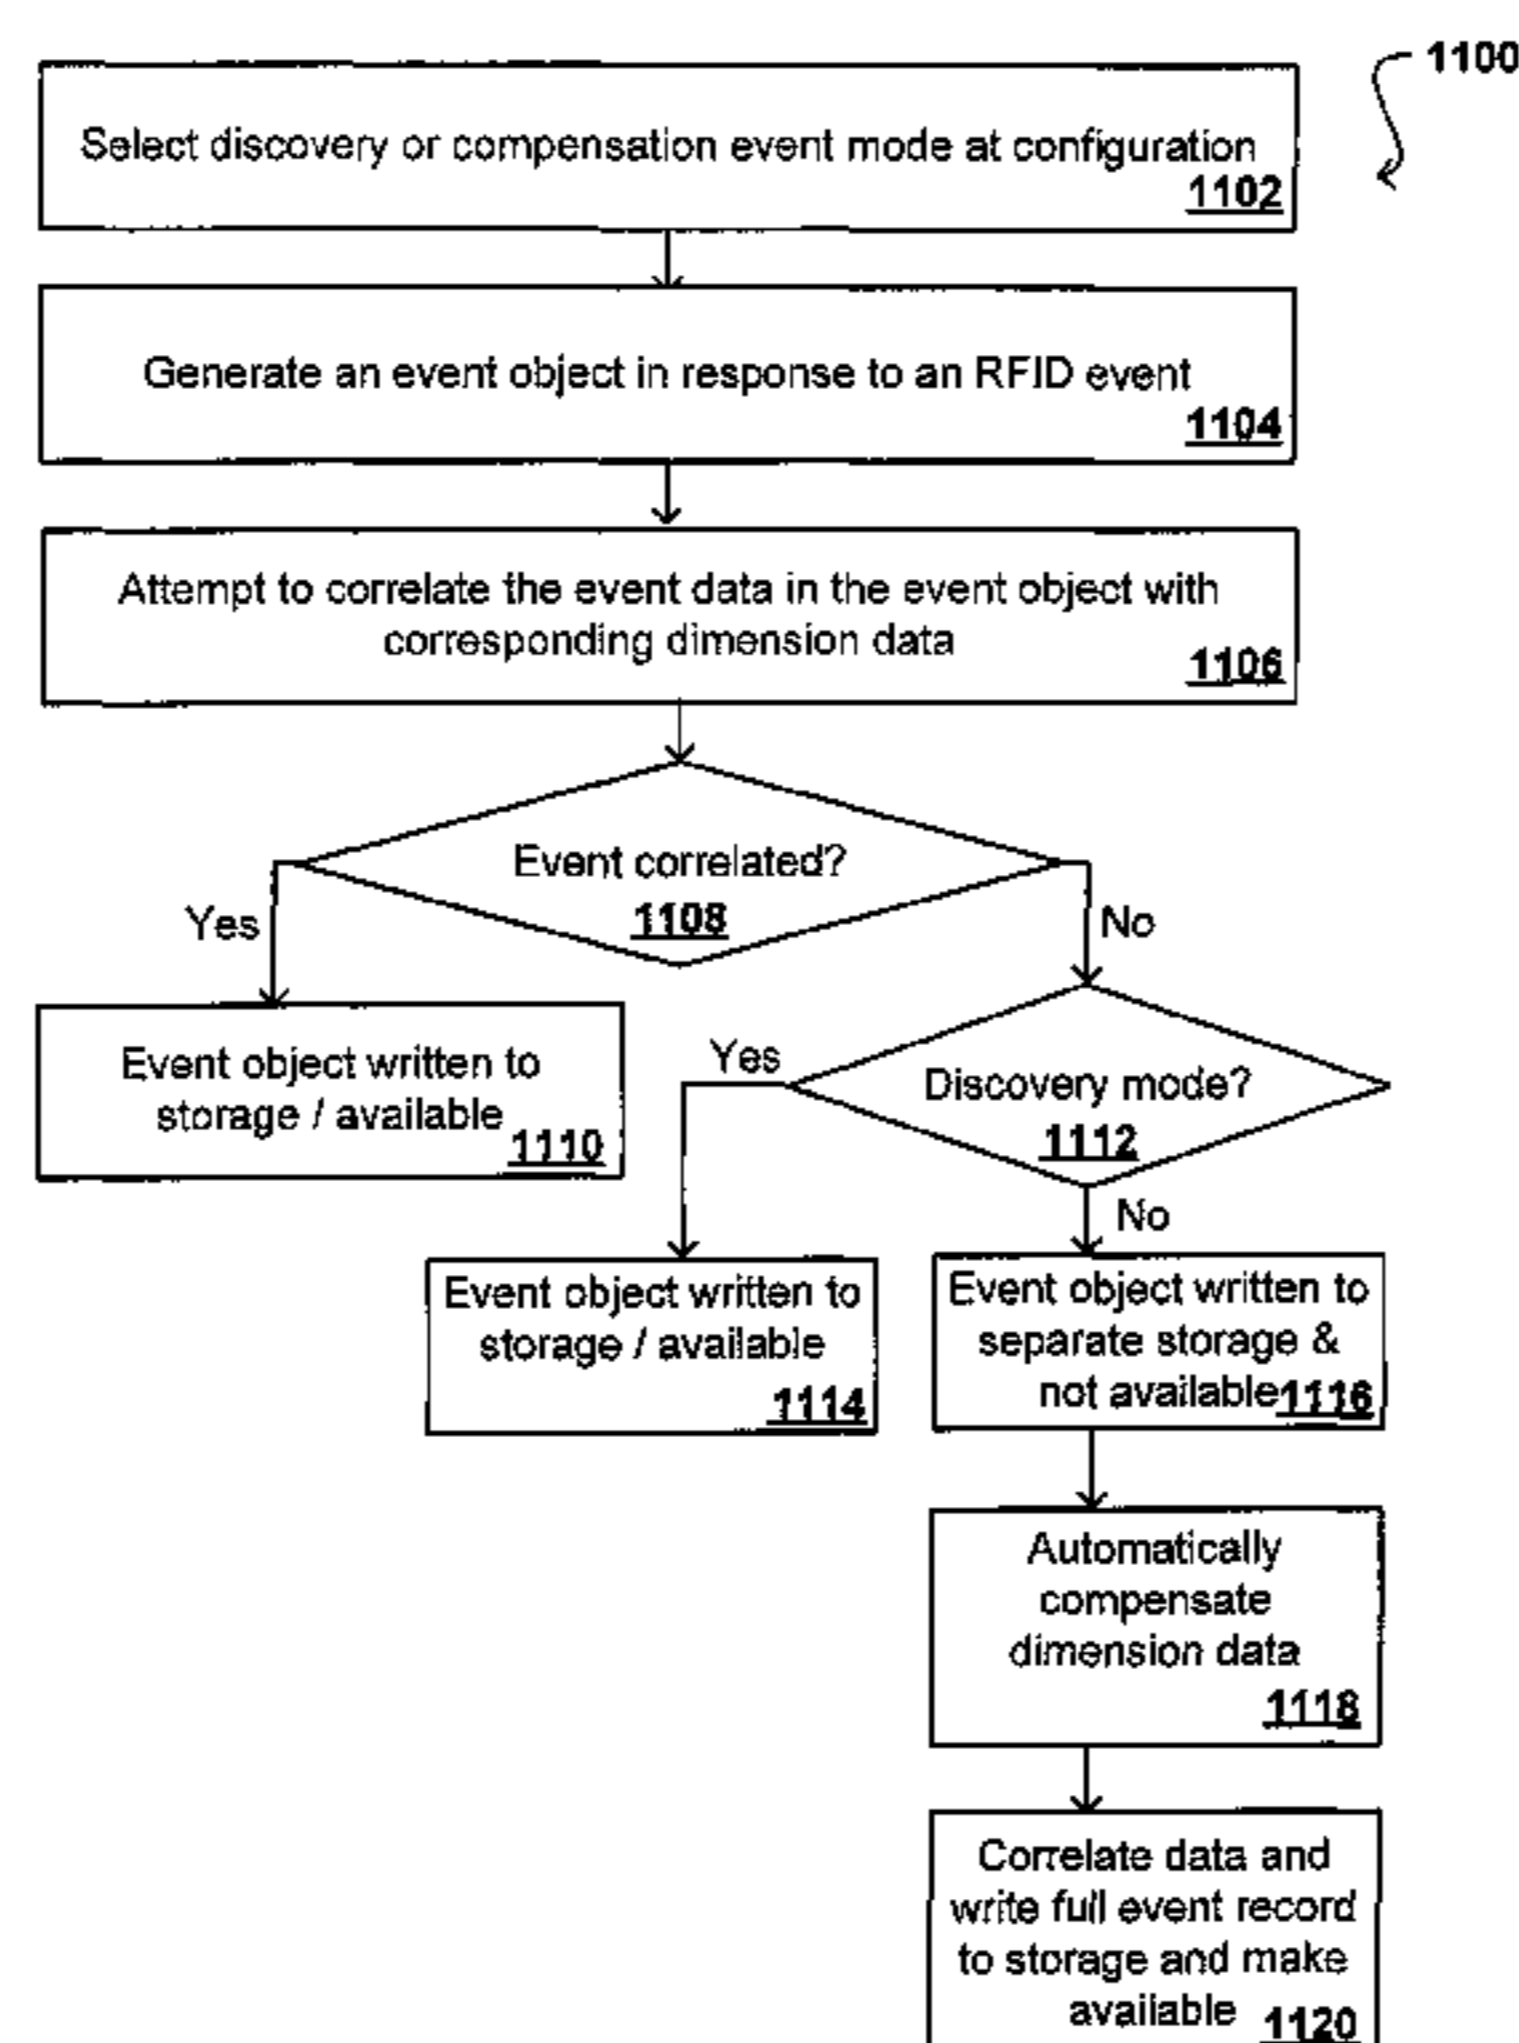 1100
Select discovery or compensation event mode at configuration
1102
Generate an event object in response to an RFID event
1104
Attempt to correlate the event data in the event object with
corresponding dimension data
1106
Event correlated?
1108
Yes
No
Event object written to
storage / available
1110
Yes
Discovery mode?
1112
No
Event object written to
storage / available
1114
Event object written to
separate storage &
not available 1116
Automatically
compensate
dimension data
1118
Correlate data and
write full event record
to storage and make
available 1120